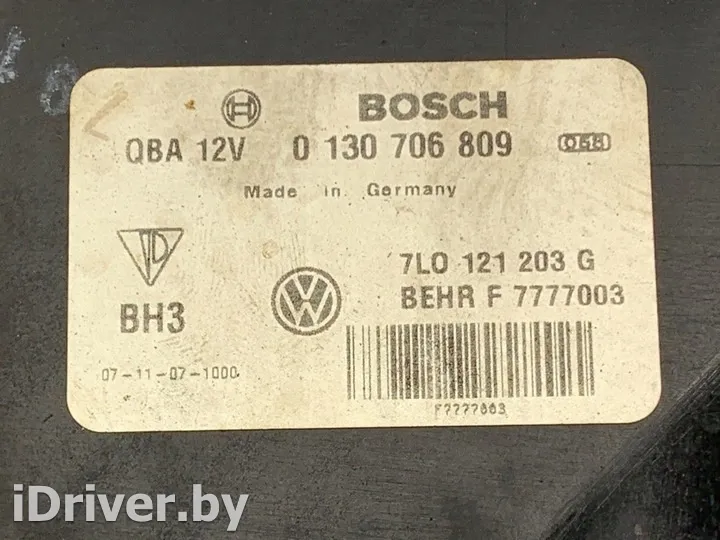 BOSCH
QBA 12V 0 130 706 809 058
Made in Germany
7L0 121 203 G
BEHR F 7777003
BH3
07-11-07-1000
F7777003
iDriver.by